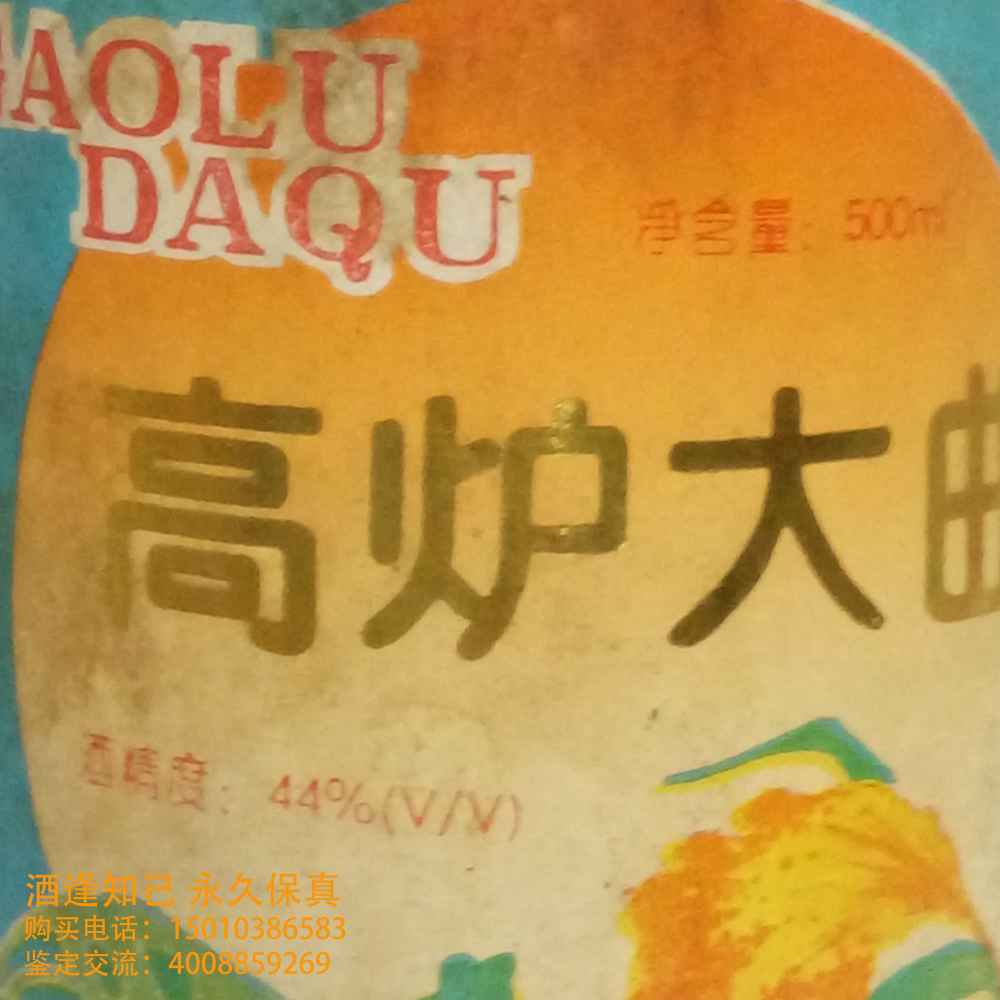 GAOLU
DAQU
净含量：500ml
高炉大曲
酒精度：44%(V/V)
酒逢知己 永久保真
购买电话：15010386583
鉴定交流：4008859269